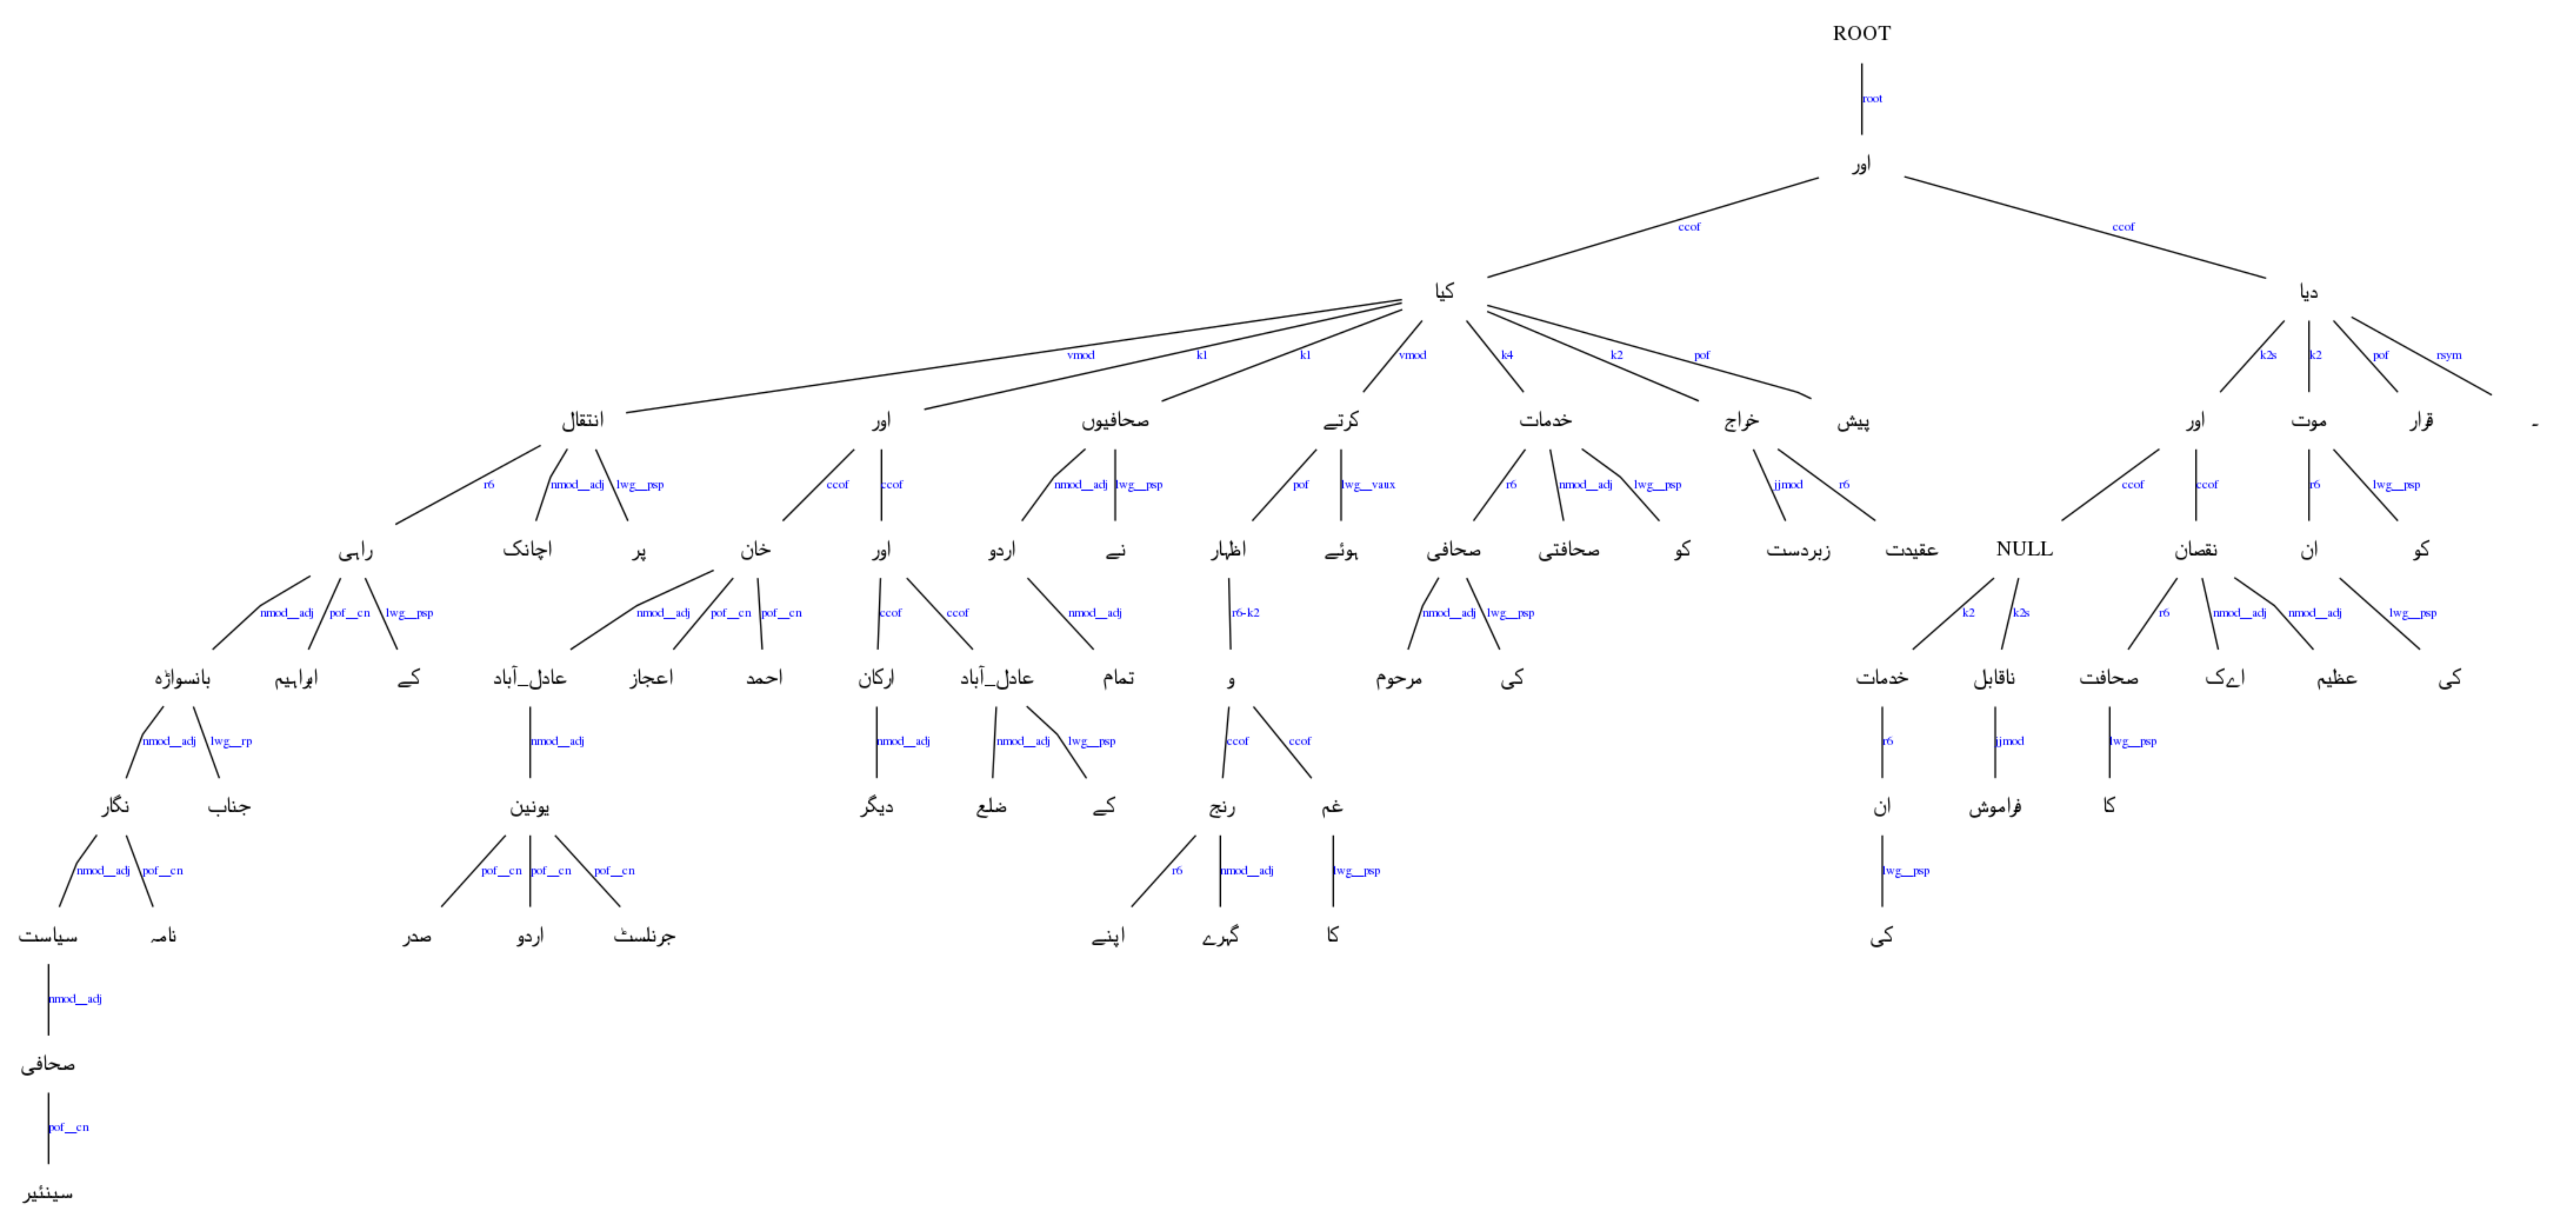 ROOT
root
اور
ccof ccof
کیا دیا
vmod k1 k1 vmod k4 k2 pof k2s k2 pof rsym
انتقال اور صحافیوں کرتے خدمات خراج پیش اور موت قرار ۔
r6 nmod__adj lwg__psp ccof ccof nmod__adj lwg__psp pof lwg__vaux r6 nmod__adj lwg__psp jjmod r6 ccof ccof r6 lwg__psp
راہی اچانک پر خان اور اردو نے اظہار ہوئے صحافی صحافتی کو زبردست عقیدت NULL نقصان ان کو
nmod__adj pof__cn lwg__psp nmod__adj pof__cn pof__cn ccof ccof nmod__adj r6-k2 nmod__adj lwg__psp k2 k2s r6 nmod__adj nmod__adj lwg__psp
بانسواڑہ ابراہیم کے عادل_آباد اعجاز احمد ارکان عادل_آباد تمام و مرحوم کی خدمات ناقابل صحافت اےک عظیم کی
nmod__adj lwg__rp nmod__adj nmod__adj nmod__adj lwg__psp ccof ccof r6 jjmod lwg__psp
نگار جناب یونین دیگر ضلع کے رنج غم ان فراموش کا
nmod__adj pof__cn pof__cn pof__cn pof__cn r6 nmod__adj lwg__psp lwg__psp
سیاست نامہ صدر اردو جرنلسٹ اپنے گہرے کا کی
nmod__adj
صحافی
pof__cn
سینئیر